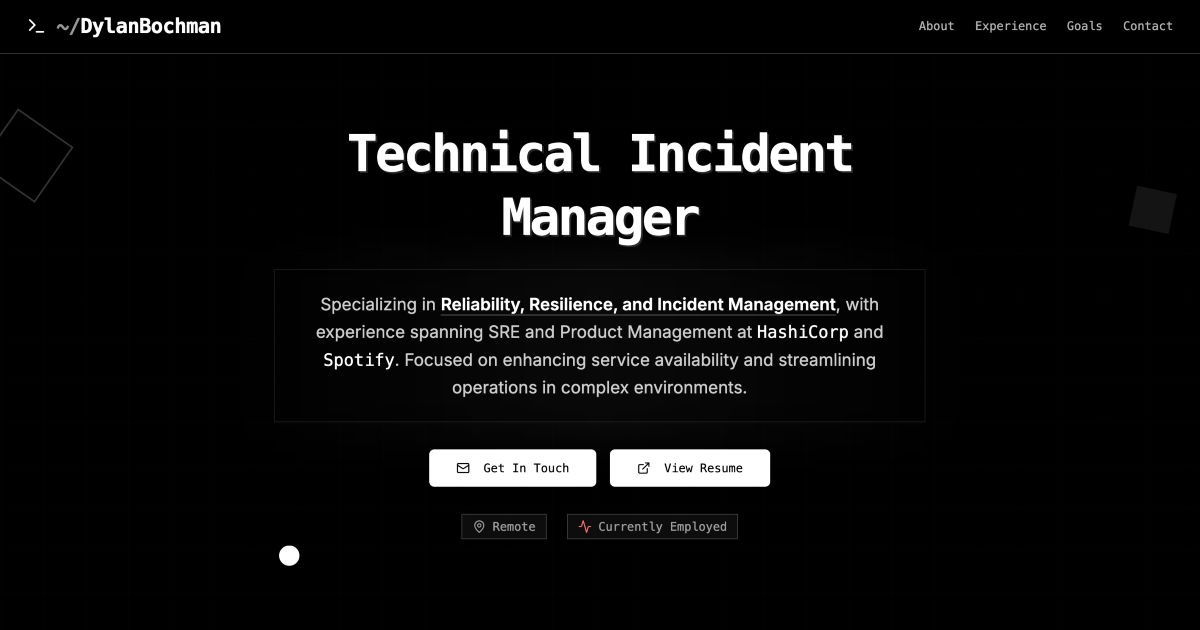 ~/DylanBochman
About Experience Goals Contact
Technical Incident
Manager
Specializing in Reliability, Resilience, and Incident Management, with
experience spanning SRE and Product Management at HashiCorp and
Spotify. Focused on enhancing service availability and streamlining
operations in complex environments.
Get In Touch View Resume
Remote Currently Employed